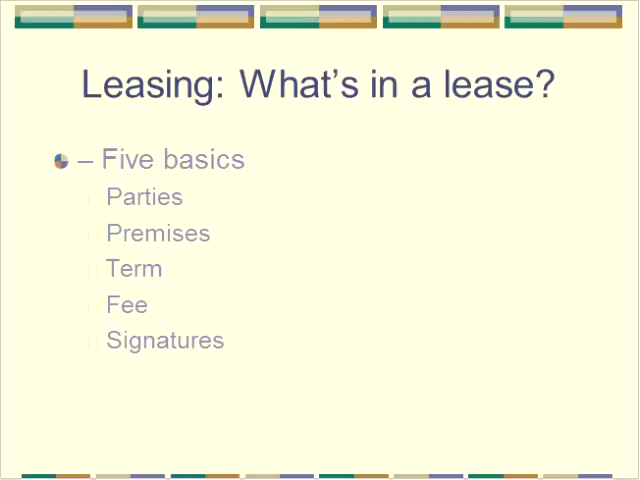 Leasing: What's in a lease?
– Five basics
Parties
Premises
Term
Fee
Signatures